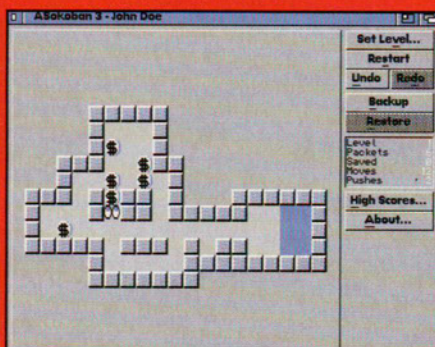 ASokoban 3 - John Doe
Set Level...
Restart
Undo Redo
Backup
Restore
Level
Packets
Saved
Moves
Pushes
High Scores...
About...
$
$
$
$
$
$